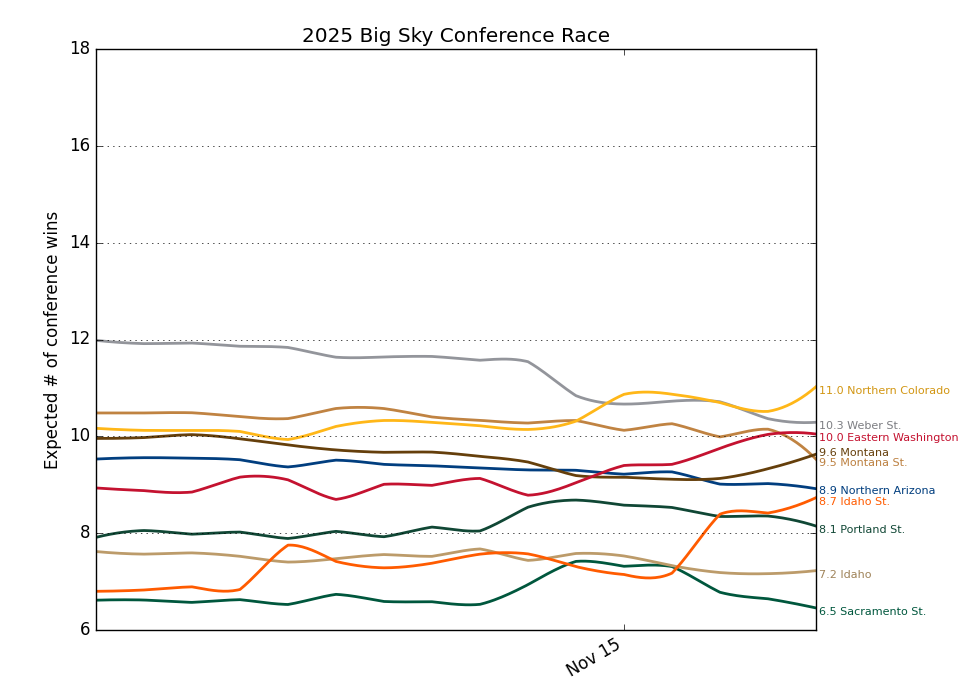 2025 Big Sky Conference Race
Expected # of conference wins
18
16
14
12
10
8
6
Nov 15
11.0 Northern Colorado
10.3 Weber St.
10.0 Eastern Washington
9.6 Montana
9.5 Montana St.
8.9 Northern Arizona
8.7 Idaho St.
8.1 Portland St.
7.2 Idaho
6.5 Sacramento St.